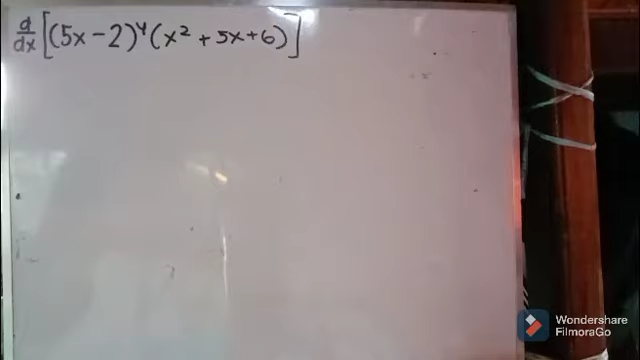 d/dx [(5x-2)⁴(x²+5x+6)]
Wondershare
FilmoraGo